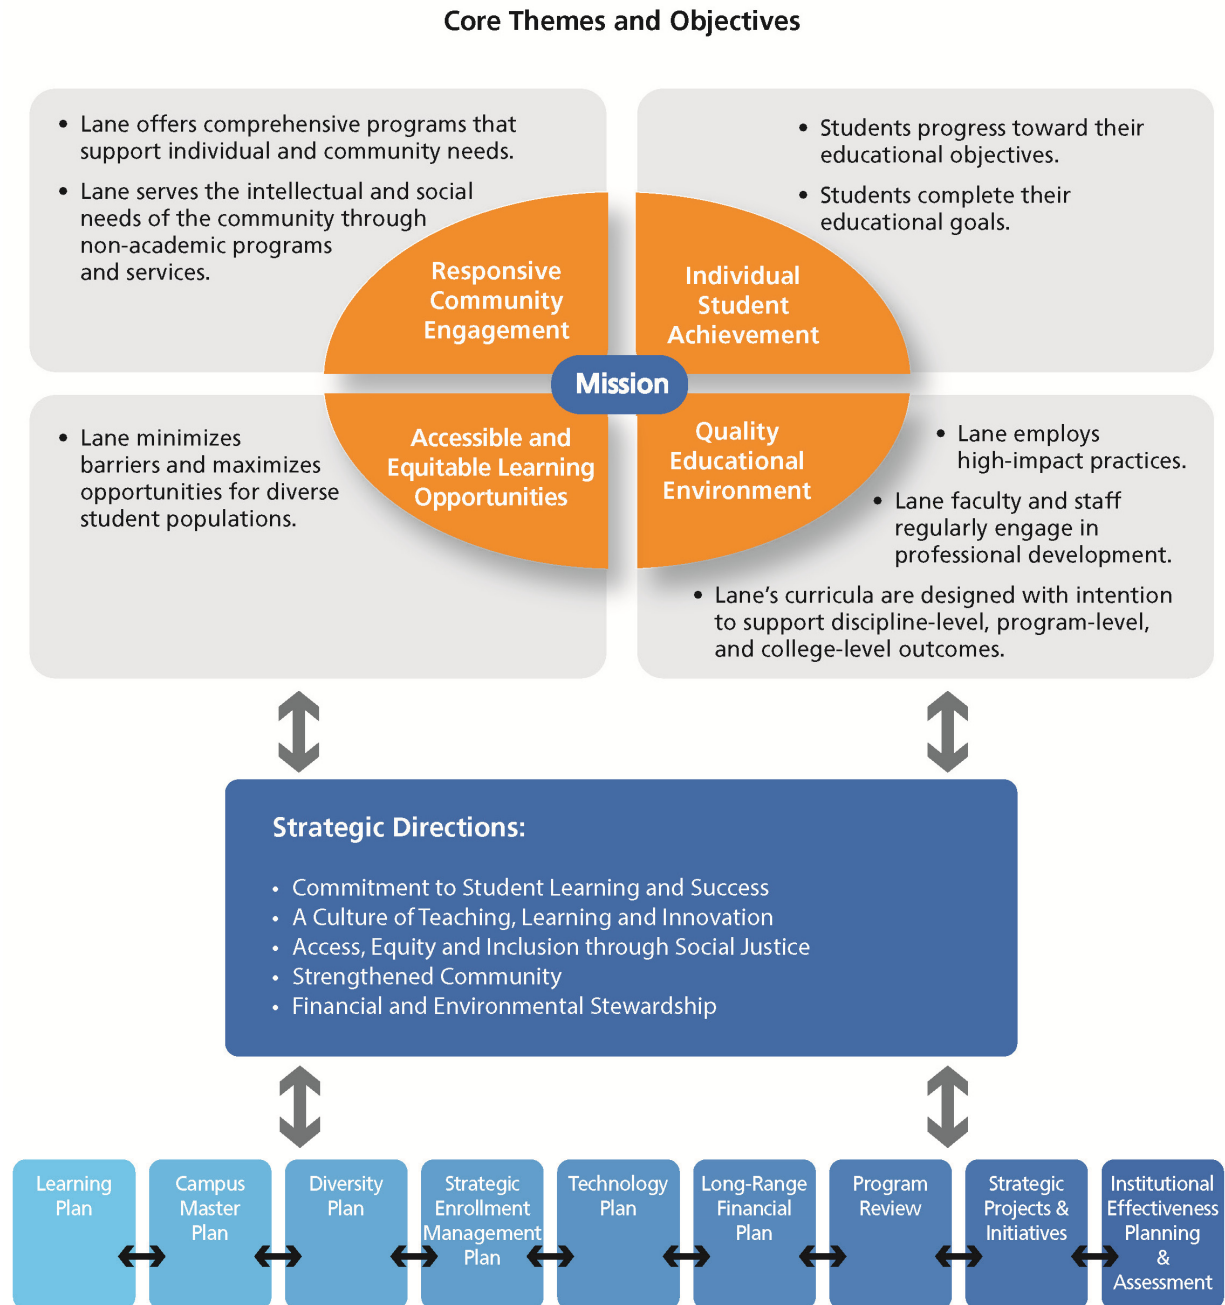 Core Themes and Objectives
• Lane offers comprehensive programs that
support individual and community needs.
• Lane serves the intellectual and social
needs of the community through
non-academic programs
and services.
• Students progress toward their
educational objectives.
• Students complete their
educational goals.
Responsive
Community
Engagement
Individual
Student
Achievement
Mission
Accessible and
Equitable Learning
Opportunities
Quality
Educational
Environment
• Lane minimizes
barriers and maximizes
opportunities for diverse
student populations.
• Lane employs
high-impact practices.
• Lane faculty and staff
regularly engage in
professional development.
• Lane’s curricula are designed with intention
to support discipline-level, program-level,
and college-level outcomes.
Strategic Directions:
• Commitment to Student Learning and Success
• A Culture of Teaching, Learning and Innovation
• Access, Equity and Inclusion through Social Justice
• Strengthened Community
• Financial and Environmental Stewardship
Learning
Plan
Campus
Master
Plan
Diversity
Plan
Strategic
Enrollment
Management
Plan
Technology
Plan
Long-Range
Financial
Plan
Program
Review
Strategic
Projects &
Initiatives
Institutional
Effectiveness
Planning
&
Assessment